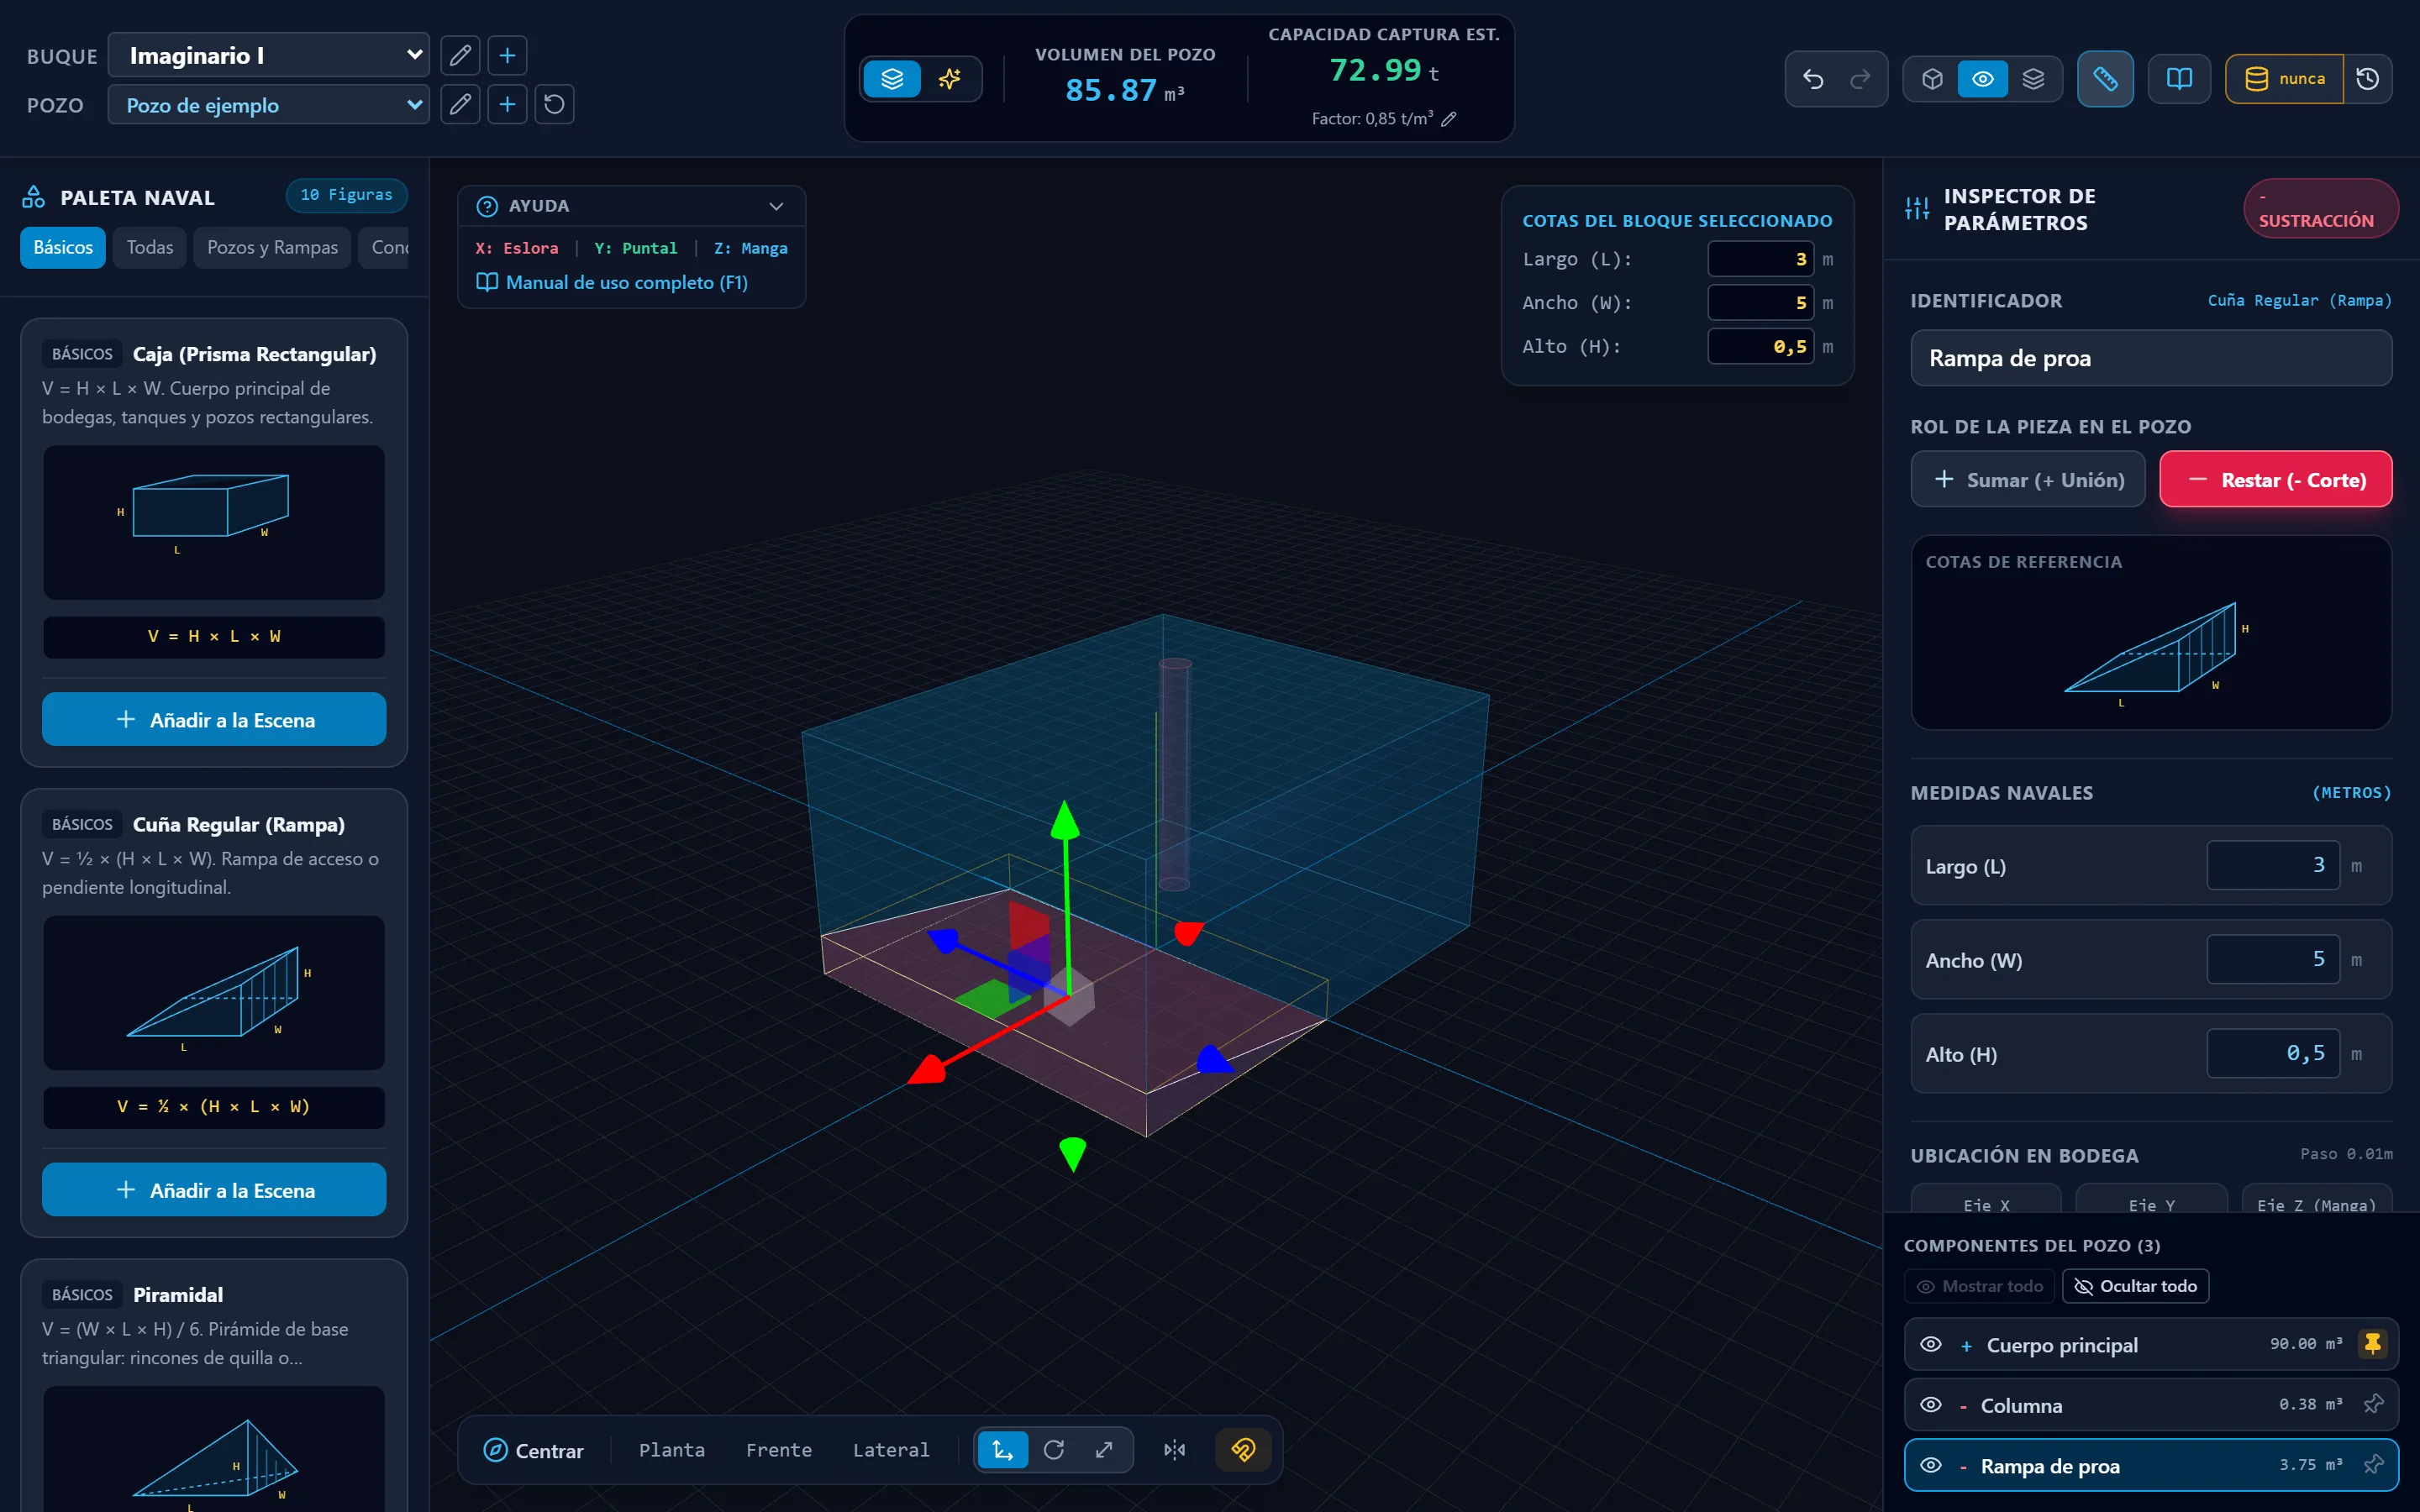 BUQUE
Imaginario I
POZO
Pozo de ejemplo
VOLUMEN DEL POZO
85.87 m³
CAPACIDAD CAPTURA EST.
72.99 t
Factor: 0,85 t/m³
nunca
PALETA NAVAL
10 Figuras
Básicos
Todas
Pozos y Rampas
BÁSICOS Caja (Prisma Rectangular)
V = H × L × W. Cuerpo principal de
bodegas, tanques y pozos rectangulares.
H
W
L
V = H × L × W
Añadir a la Escena
BÁSICOS Cuña Regular (Rampa)
V = ½ × (H × L × W). Rampa de acceso o
pendiente longitudinal.
H
W
L
V = ½ × (H × L × W)
Añadir a la Escena
BÁSICOS Piramidal
V = (W × L × H) / 6. Pirámide de base
triangular: rincones de quilla o...
H
W
L
AYUDA
X: Eslora | Y: Puntal | Z: Manga
Manual de uso completo (F1)
COTAS DEL BLOQUE SELECCIONADO
Largo (L): 3 m
Ancho (W): 5 m
Alto (H): 0,5 m
Centrar
Planta
Frente
Lateral
INSPECTOR DE
PARÁMETROS
-
SUSTRACCIÓN
IDENTIFICADOR
Cuña Regular (Rampa)
Rampa de proa
ROL DE LA PIEZA EN EL POZO
Sumar (+ Unión)
Restar (- Corte)
COTAS DE REFERENCIA
H
W
L
MEDIDAS NAVALES
(METROS)
Largo (L) 3 m
Ancho (W) 5 m
Alto (H) 0,5 m
UBICACIÓN EN BODEGA
Paso 0.01m
Eje X
Eje Y
Eje Z (Manga)
COMPONENTES DEL POZO (3)
Mostrar todo
Ocultar todo
+ Cuerpo principal 90.00 m³
- Columna 0.38 m³
- Rampa de proa 3.75 m³